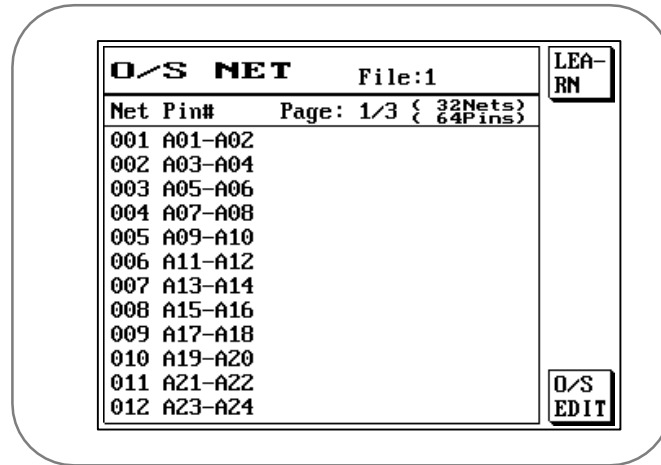 O/S NET File:1
LEA-
RN
Net Pin# Page: 1/3 ( 32Nets)
( 64Pins)
001 A01-A02
002 A03-A04
003 A05-A06
004 A07-A08
005 A09-A10
006 A11-A12
007 A13-A14
008 A15-A16
009 A17-A18
010 A19-A20
011 A21-A22
012 A23-A24
O/S
EDIT